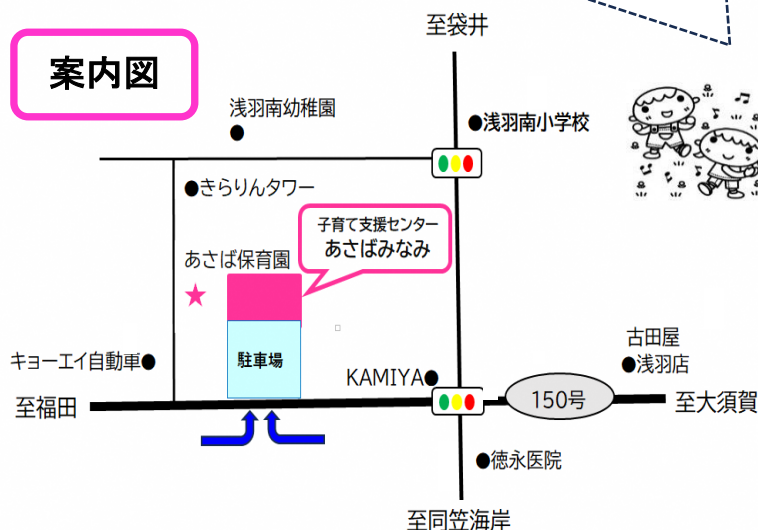 至袋井
案内図
浅羽南幼稚園
●浅羽南小学校
●きらりんタワー
子育て支援センター
あさばみなみ
あさば保育園
★
駐車場
キョーエイ自動車●
KAMIYA●
古田屋
●浅羽店
至福田
150号
至大須賀
●徳永医院
至同笠海岸